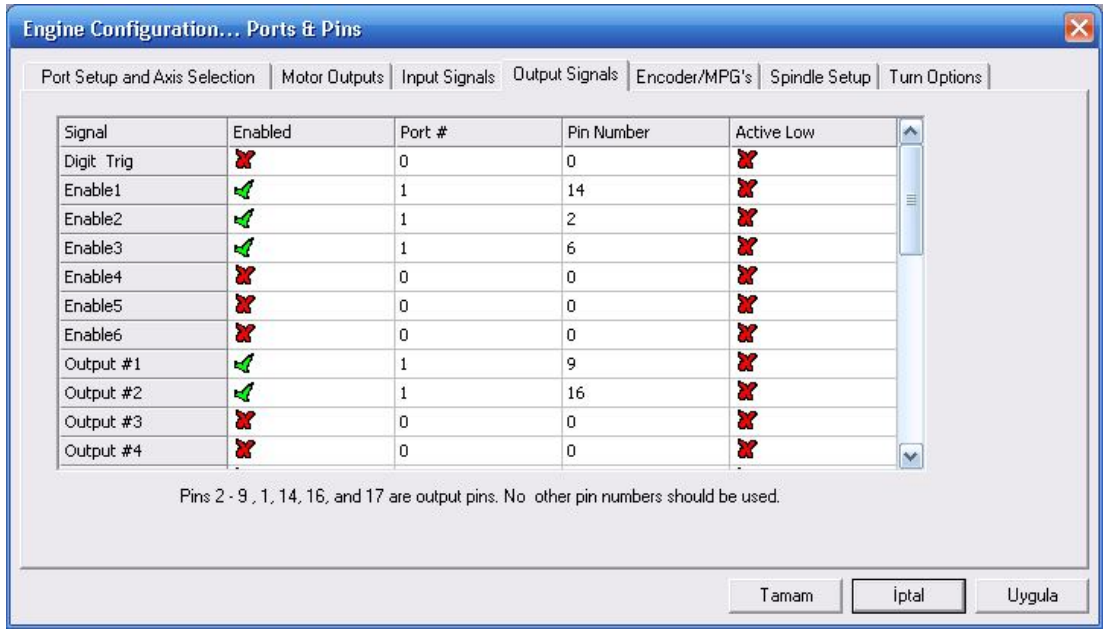 Engine Configuration... Ports & Pins
Port Setup and Axis Selection Motor Outputs Input Signals Output Signals Encoder/MPG's Spindle Setup Turn Options
Signal Enabled Port # Pin Number Active Low
Digit Trig 0 0
Enable1 1 14
Enable2 1 2
Enable3 1 6
Enable4 0 0
Enable5 0 0
Enable6 0 0
Output #1 1 9
Output #2 1 16
Output #3 0 0
Output #4 0 0
Pins 2 - 9 , 1, 14, 16, and 17 are output pins. No other pin numbers should be used.
Tamam İptal Uygula